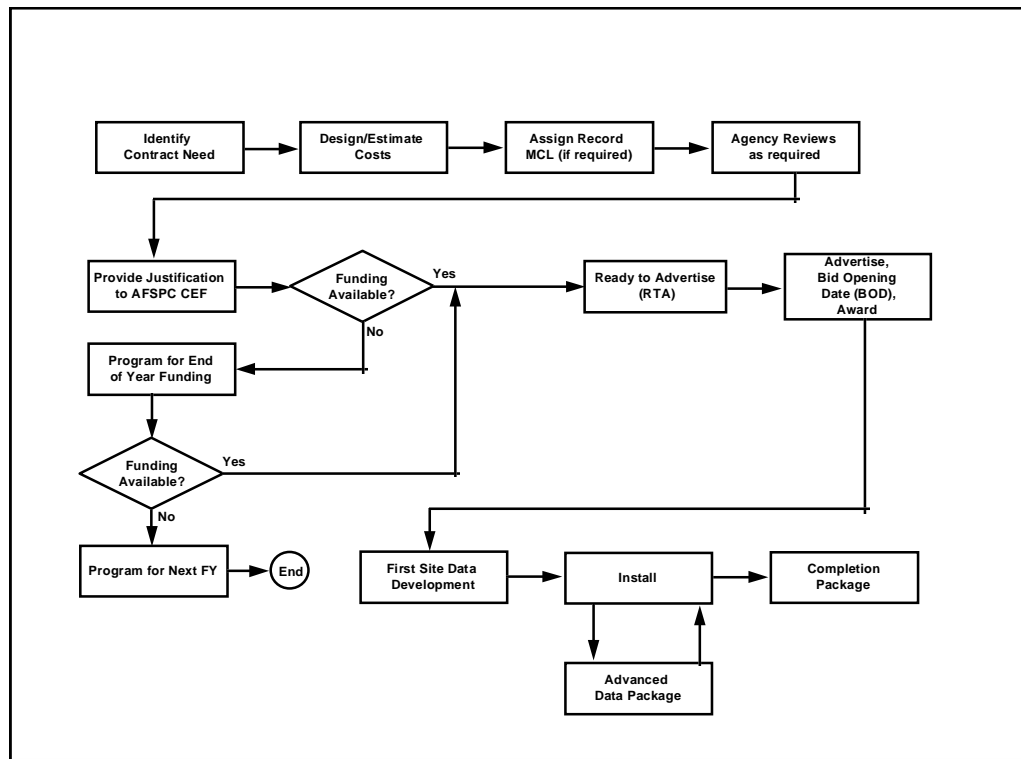 Identify
Contract Need
Design/Estimate
Costs
Assign Record
MCL (if required)
Agency Reviews
as required
Provide Justification
to AFSPC CEF
Funding
Available?
Yes
No
Ready to Advertise
(RTA)
Advertise,
Bid Opening
Date (BOD),
Award
Program for End
of Year Funding
Funding
Available?
Yes
No
Program for Next FY
End
First Site Data
Development
Install
Completion
Package
Advanced
Data Package